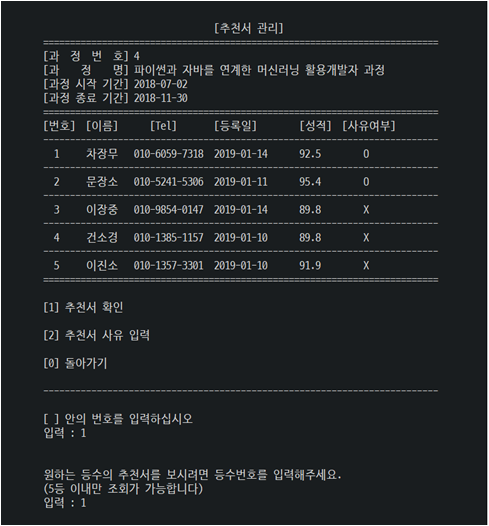 [추천서 관리]
==========================================================================
[과 정 번 호] 4
[과 정 명] 파이썬과 자바를 연계한 머신러닝 활용개발자 과정
[과정 시작 기간] 2018-07-02
[과정 종료 기간] 2018-11-30
==========================================================================
[번호] [이름] [Tel] [등록일] [성적] [사유여부]
--------------------------------------------------------------------------
1 차장무 010-6059-7318 2019-01-14 92.5 O
--------------------------------------------------------------------------
2 문장소 010-5241-5306 2019-01-11 95.4 O
--------------------------------------------------------------------------
3 이장중 010-9854-0147 2019-01-14 89.8 X
--------------------------------------------------------------------------
4 건소경 010-1385-1157 2019-01-10 89.8 X
--------------------------------------------------------------------------
5 이진소 010-1357-3301 2019-01-10 91.9 X
==========================================================================
[1] 추천서 확인
[2] 추천서 사유 입력
[0] 돌아가기
--------------------------------------------------------------------------
[ ] 안의 번호를 입력하십시오
입력 : 1
원하는 등수의 추천서를 보시려면 등수번호를 입력해주세요.
(5등 이내만 조회가 가능합니다)
입력 : 1